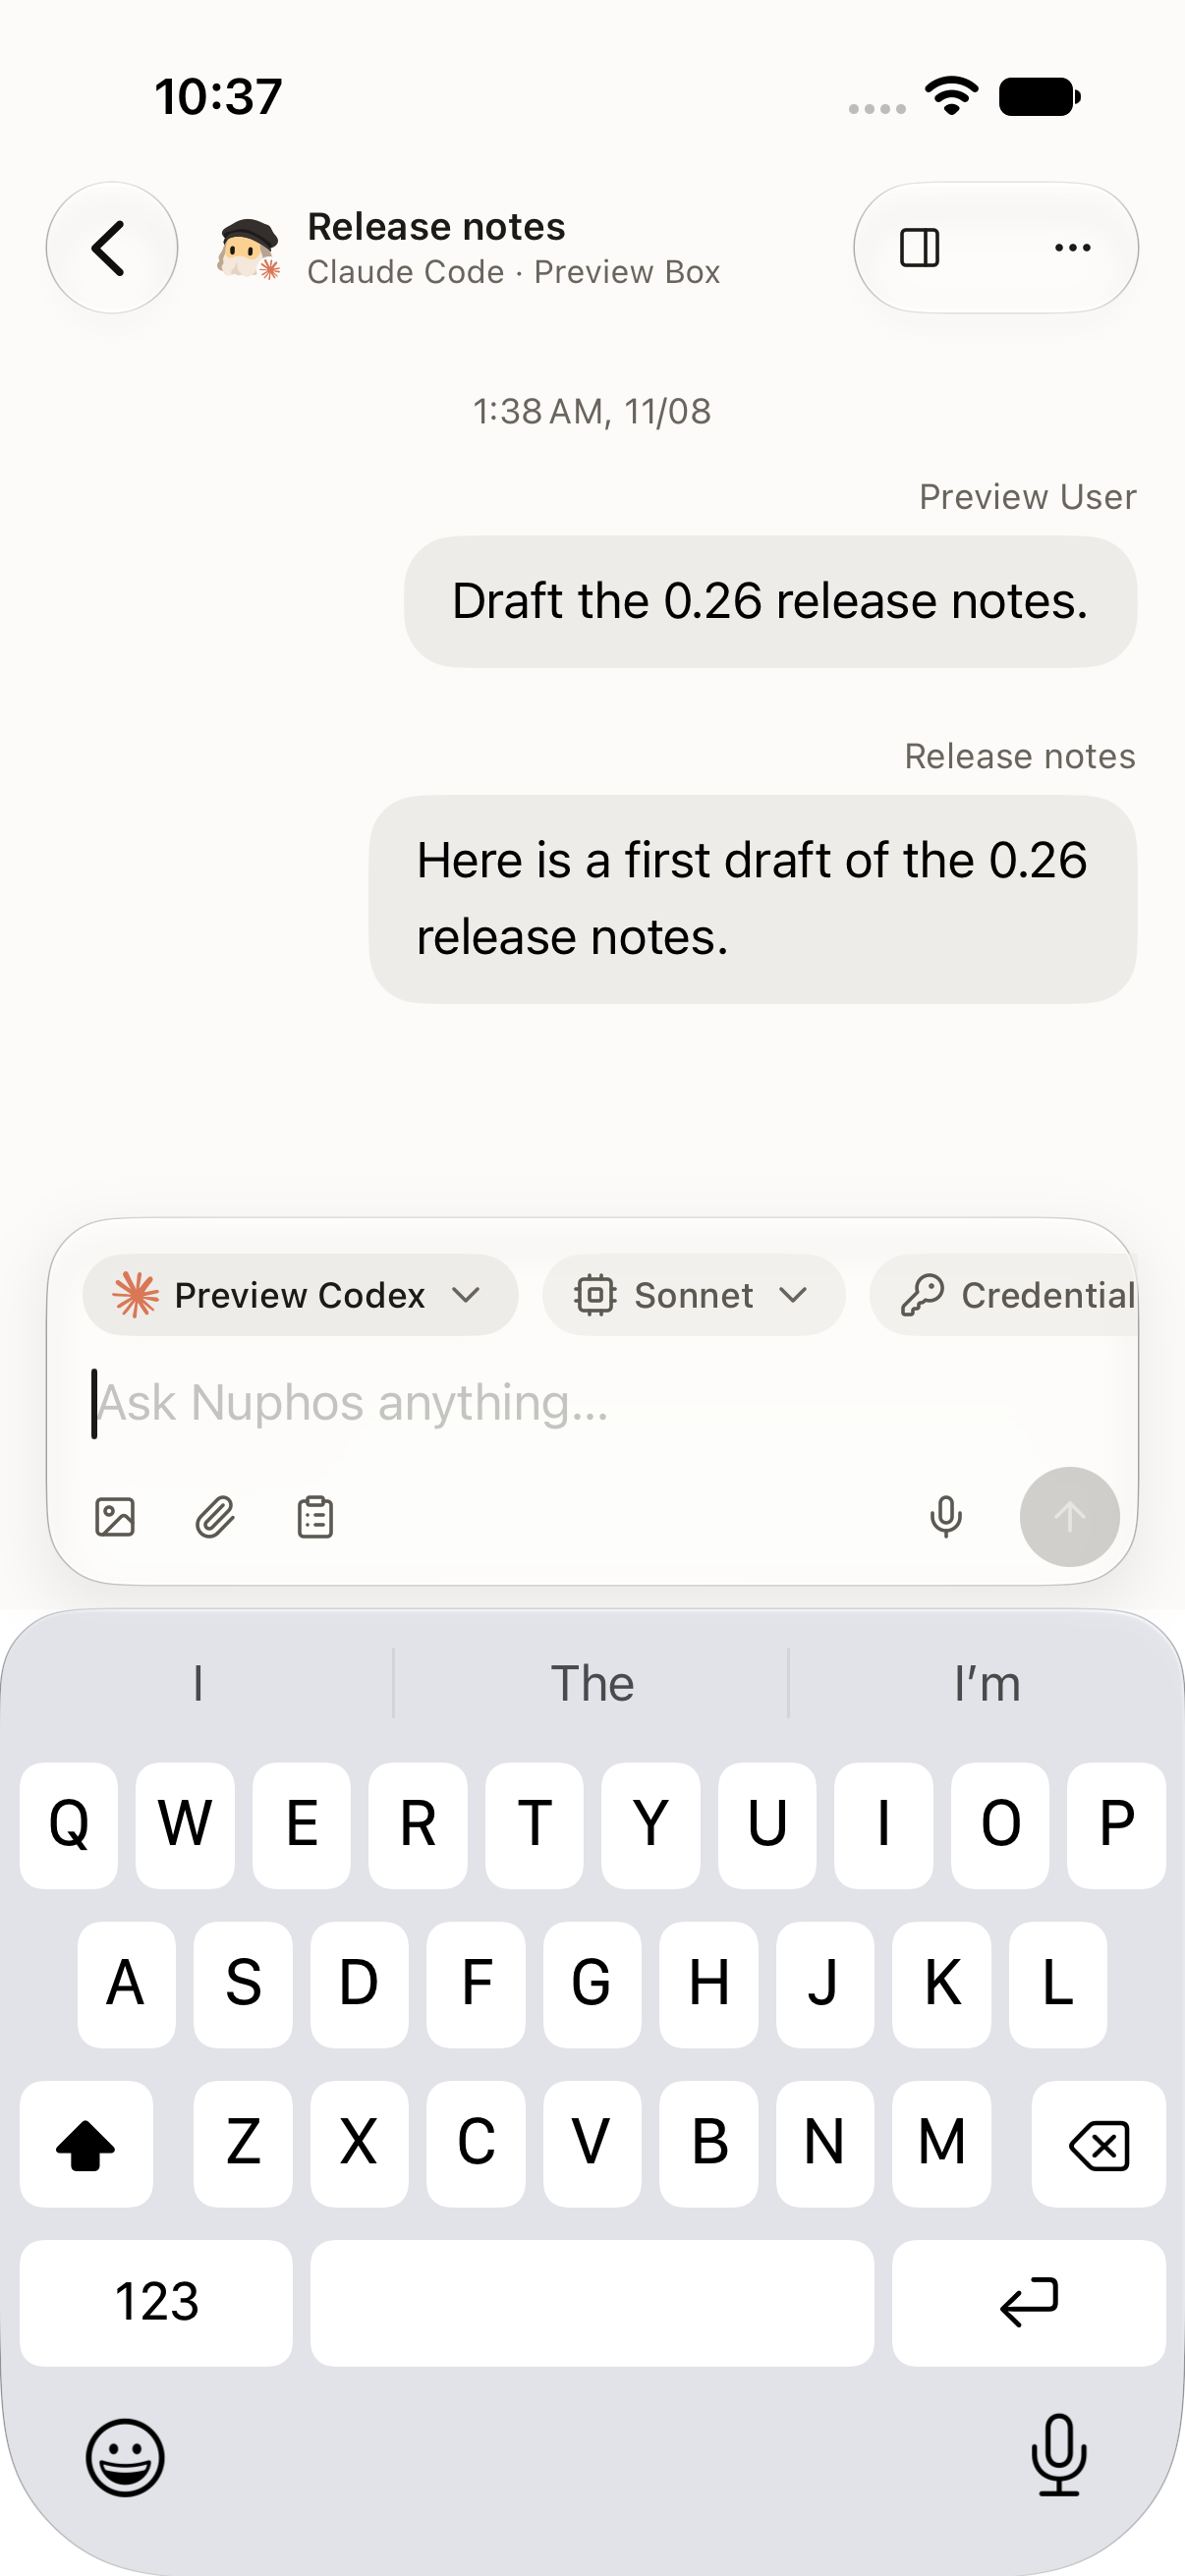 10:37
Release notes
Claude Code · Preview Box
1:38 AM, 11/08
Preview User
Draft the 0.26 release notes.
Release notes
Here is a first draft of the 0.26
release notes.
Preview Codex
Sonnet
Credential
Ask Nuphos anything...
I
The
I'm
Q W E R T Y U I O P
A S D F G H J K L
Z X C V B N M
123